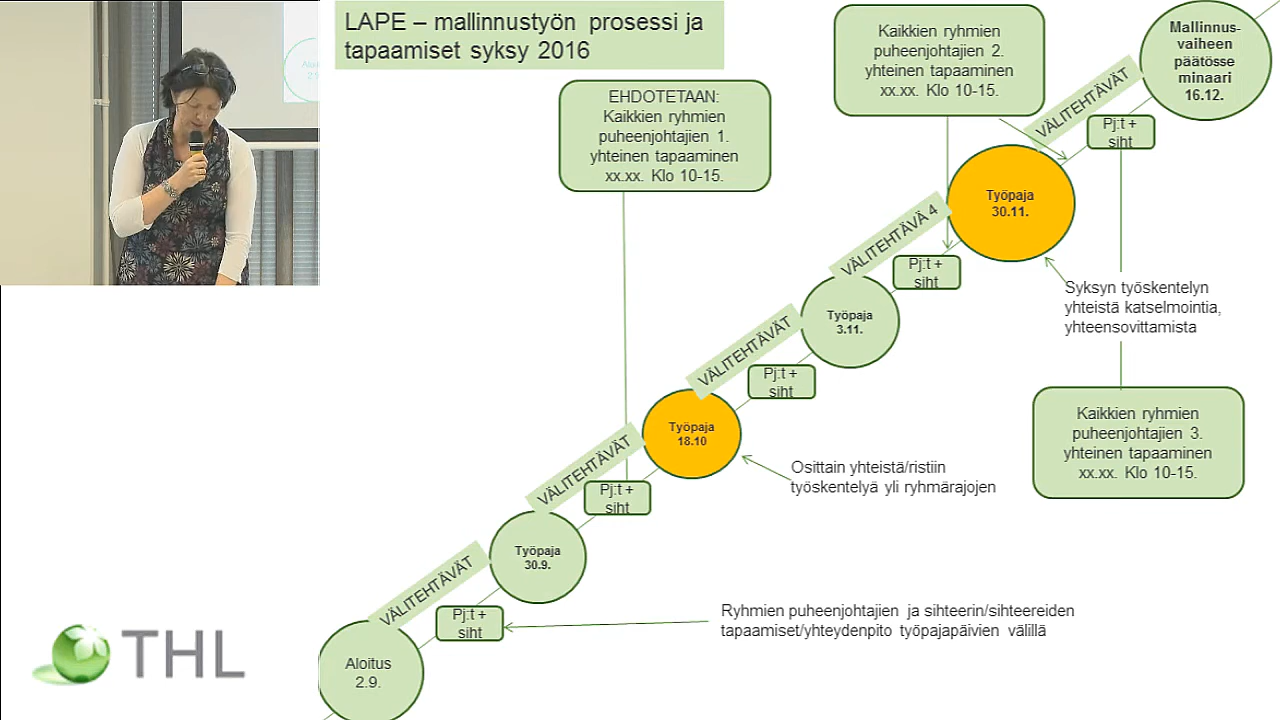 LAPE – mallinnustyön prosessi ja
tapaamiset syksy 2016
Kaikkien ryhmien
puheenjohtajien 2.
yhteinen tapaaminen
xx.xx. Klo 10-15.
Mallinnus-
vaiheen
päätösse
minaari
16.12.
EHDOTETAAN:
Kaikkien ryhmien
puheenjohtajien 1.
yhteinen tapaaminen
xx.xx. Klo 10-15.
VÄLITEHTÄVÄT
Pj:t +
siht
Työpaja
30.11.
VÄLITEHTÄVÄ 4
Pj:t +
siht
Syksyn työskentelyn
yhteistä katselmointia,
yhteensovittamista
Työpaja
3.11.
VÄLITEHTÄVÄT
Pj:t +
siht
Kaikkien ryhmien
puheenjohtajien 3.
yhteinen tapaaminen
xx.xx. Klo 10-15.
Työpaja
18.10
VÄLITEHTÄVÄT
Osittain yhteistä/ristiin
työskentelyä yli ryhmärajojen
Pj:t +
siht
Työpaja
30.9.
VÄLITEHTÄVÄT
Pj:t +
siht
Ryhmien puheenjohtajien ja sihteerin/sihteereiden
tapaamiset/yhteydenpito työpajapäivien välillä
Aloitus
2.9.
THL